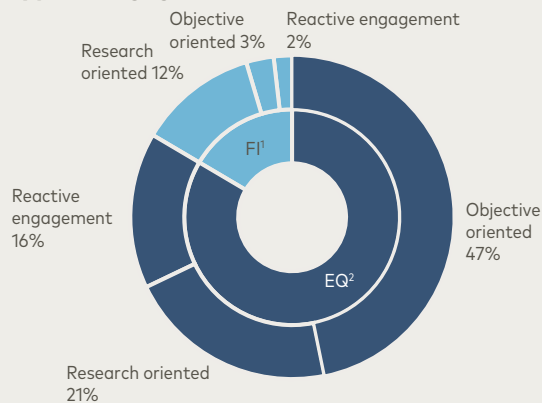 Objective
oriented 3%
Reactive engagement
2%
Research
oriented 12%
FI¹
Reactive
engagement
16%
Objective
oriented
47%
EQ²
Research oriented
21%